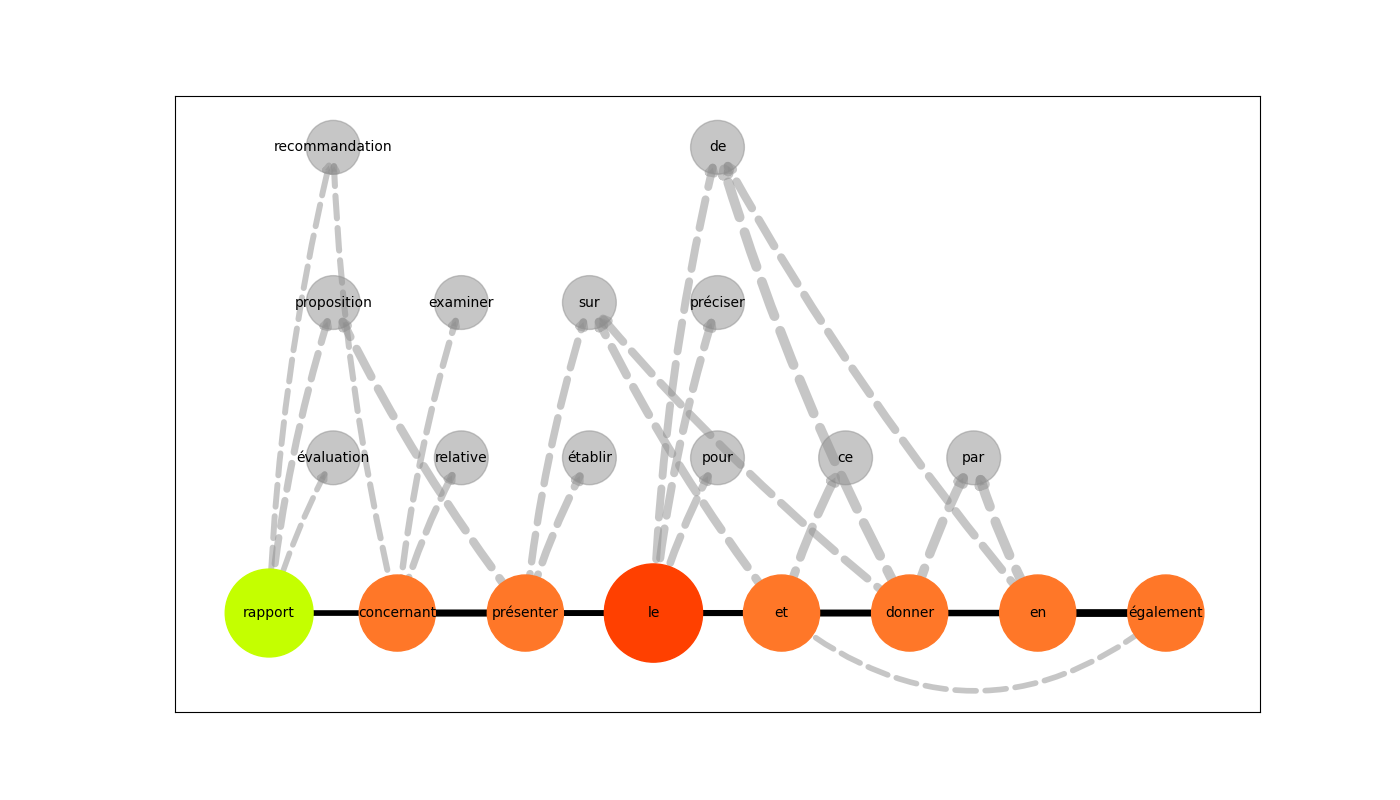 recommandation de
proposition examiner sur préciser
évaluation relative établir pour ce par
rapport concernant présenter le et donner en également